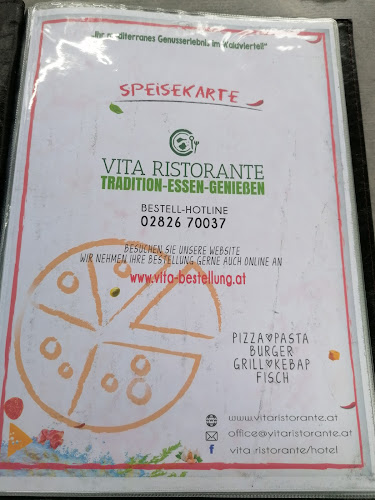 „Ihr mediterranes Genusserlebnis im Waldviertel"
SPEISEKARTE
VITA RISTORANTE
TRADITION-ESSEN-GENIEßEN
BESTELL-HOTLINE
02826 70037
BESUCHEN SIE UNSERE WEBSITE
WIR NEHMEN IHRE BESTELLUNG GERNE AUCH ONLINE AN
www.vita-bestellung.at
PIZZA♥PASTA
BURGER
GRILL♥KEBAP
FISCH
www.vitaristorante.at
office@vitaristorante.at
vita ristorante/hotel